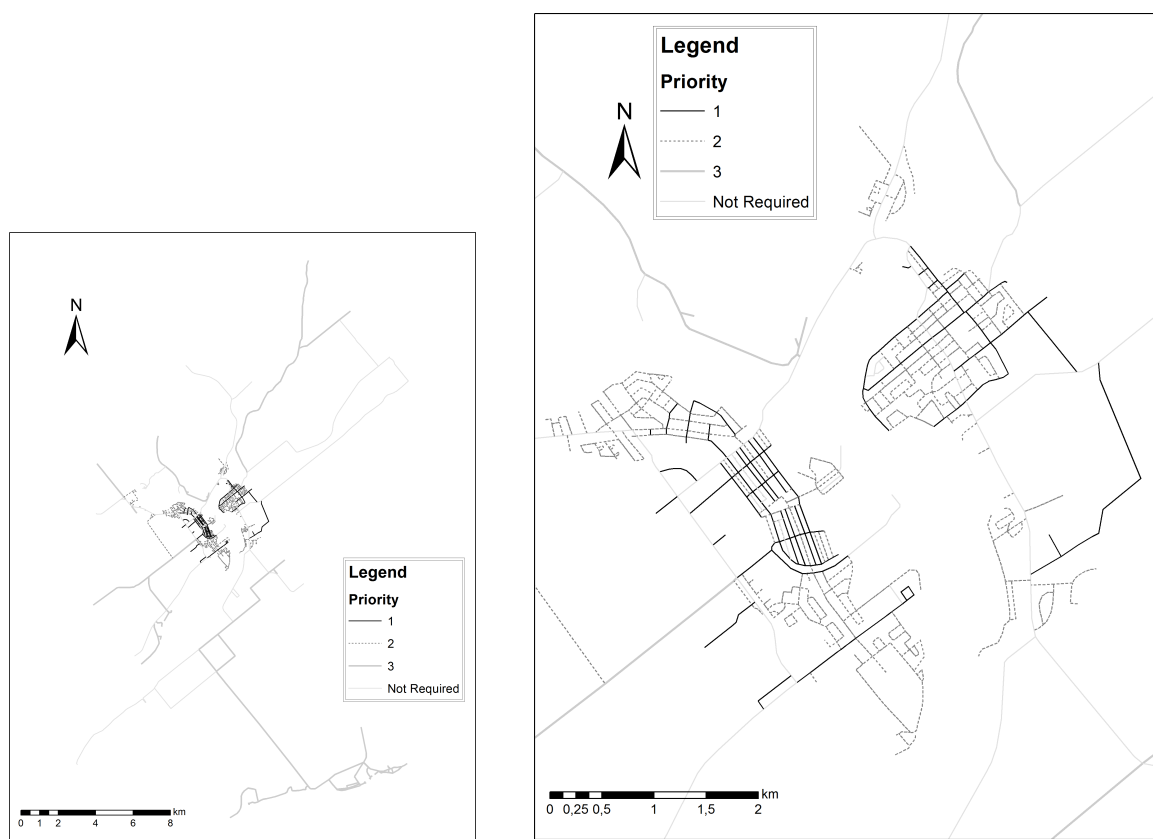 N
Legend
Priority
1
2
3
Not Required
0 1 2 4 6 8 km
Legend
Priority
1
2
3
Not Required
N
0 0,25 0,5 1 1,5 2 km